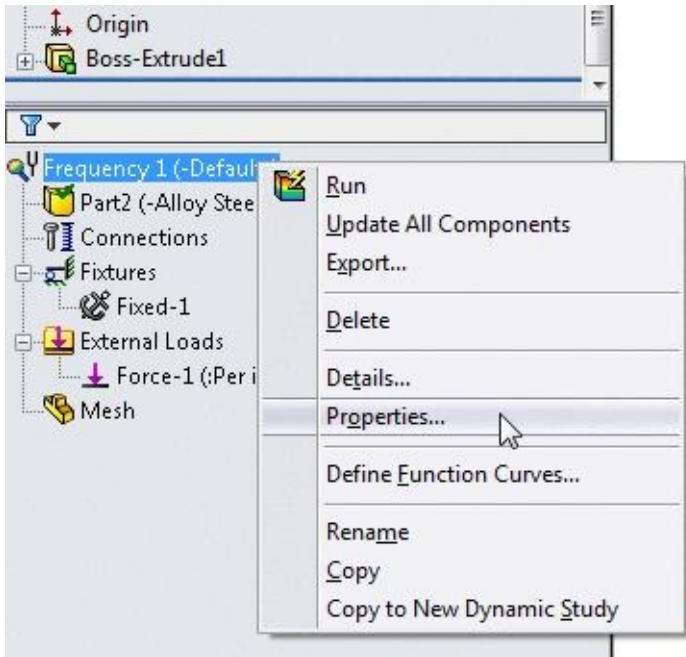 Origin
Boss-Extrude1
Frequency 1 (-Default
Part2 (-Alloy Stee
Connections
Fixtures
Fixed-1
External Loads
Force-1 (:Per i
Mesh
Run
Update All Components
Export...
Delete
Details...
Properties...
Define Function Curves...
Rename
Copy
Copy to New Dynamic Study